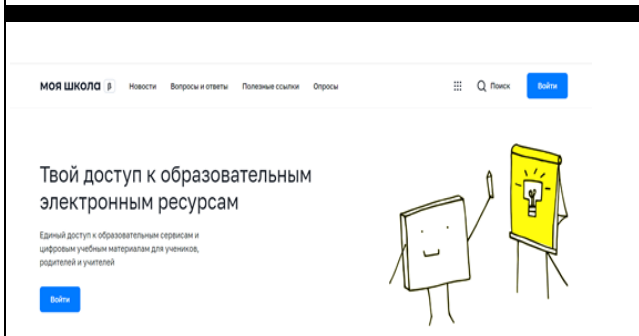 МОЯ ШКОЛА β Новости Вопросы и ответы Полезные ссылки Опросы Поиск Войти
Твой доступ к образовательным
электронным ресурсам
Единый доступ к образовательным сервисам и
цифровым учебным материалам для учеников,
родителей и учителей
Войти